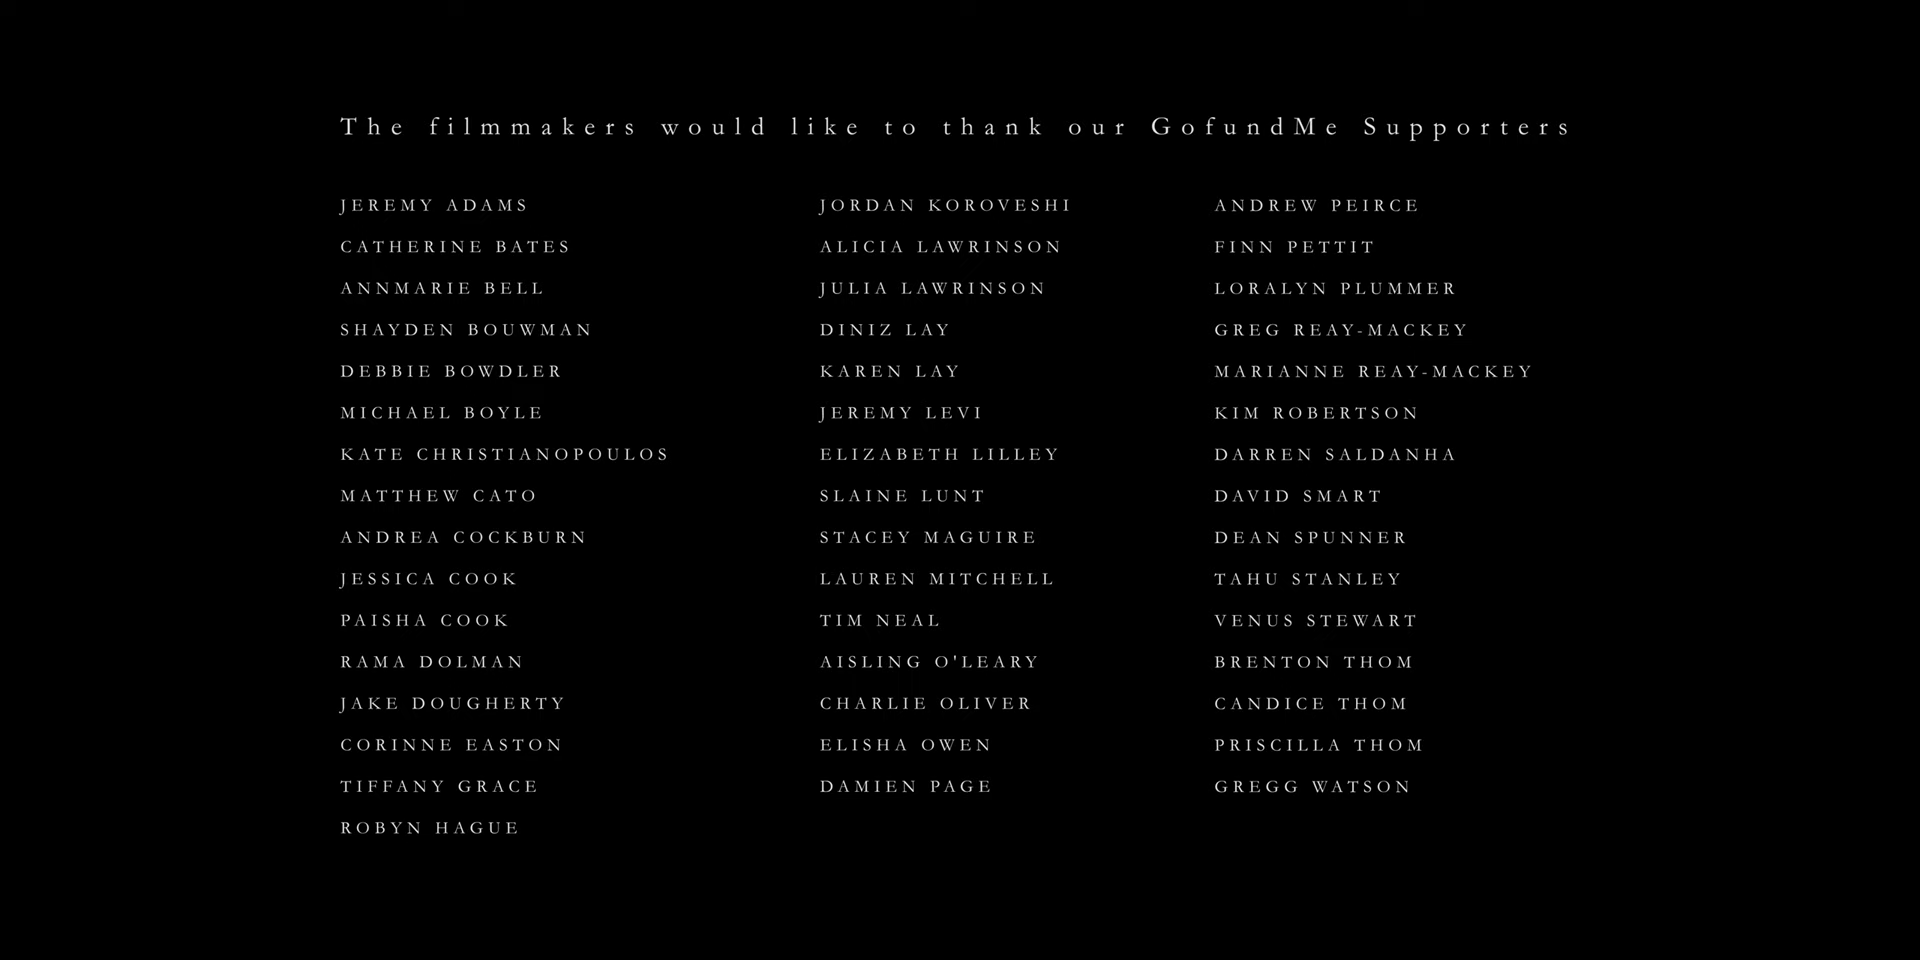 The filmmakers would like to thank our GofundMe Supporters
JEREMY ADAMS
CATHERINE BATES
ANNMARIE BELL
SHAYDEN BOUWMAN
DEBBIE BOWDLER
MICHAEL BOYLE
KATE CHRISTIANOPOULOS
MATTHEW CATO
ANDREA COCKBURN
JESSICA COOK
PAISHA COOK
RAMA DOLMAN
JAKE DOUGHERTY
CORINNE EASTON
TIFFANY GRACE
ROBYN HAGUE
JORDAN KOROVESHI
ALICIA LAWRINSON
JULIA LAWRINSON
DINIZ LAY
KAREN LAY
JEREMY LEVI
ELIZABETH LILLEY
SLAINE LUNT
STACEY MAGUIRE
LAUREN MITCHELL
TIM NEAL
AISLING O'LEARY
CHARLIE OLIVER
ELISHA OWEN
DAMIEN PAGE
ANDREW PEIRCE
FINN PETTIT
LORALYN PLUMMER
GREG REAY-MACKEY
MARIANNE REAY-MACKEY
KIM ROBERTSON
DARREN SALDANHA
DAVID SMART
DEAN SPUNNER
TAHU STANLEY
VENUS STEWART
BRENTON THOM
CANDICE THOM
PRISCILLA THOM
GREGG WATSON